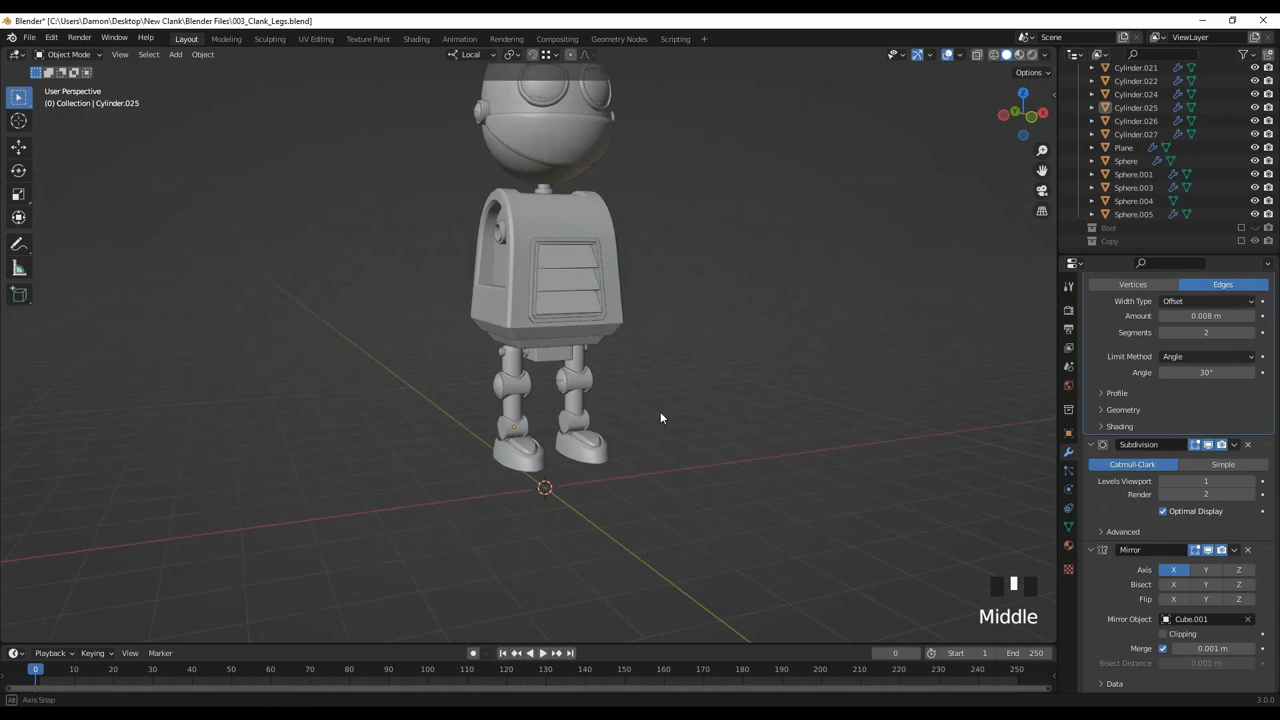 Blender* [C:\Users\Damon\Desktop\New Clank\Blender Files\003_Clank_Legs.blend]
File Edit Render Window Help Layout Modeling Sculpting UV Editing Texture Paint Shading Animation Rendering Compositing Geometry Nodes Scripting + Scene ViewLayer
Object Mode View Select Add Object Local
Options
User Perspective
(0) Collection | Cylinder.025
Z
Y X
Cylinder.021
Cylinder.022
Cylinder.024
Cylinder.025
Cylinder.026
Cylinder.027
Plane
Sphere
Sphere.001
Sphere.003
Sphere.004
Sphere.005
Bool
Copy
Vertices Edges
Width Type Offset
Amount 0.008 m
Segments 2
Limit Method Angle
Angle 30°
Profile
Geometry
Shading
Subdivision
Catmull-Clark Simple
Levels Viewport 1
Render 2
Optimal Display
Advanced
Mirror
Axis X Y Z
Bisect X Y Z
Flip X Y Z
Mirror Object Cube.001
Clipping
Merge 0.001 m
Bisect Distance 0.001 m
Data
Middle
Playback Keying View Marker 0 Start 1 End 250
0 10 20 30 40 50 60 70 80 90 100 110 120 130 140 150 160 170 180 190 200 210 220 230 240 250
Alt Axis Snap 3.0.0